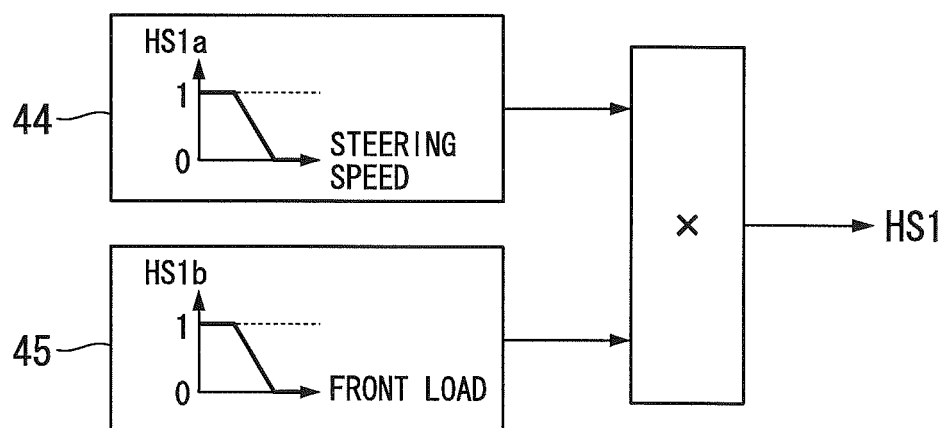 HS1a
1
44
0
STEERING
SPEED
×
HS1
HS1b
1
45
0
FRONT LOAD